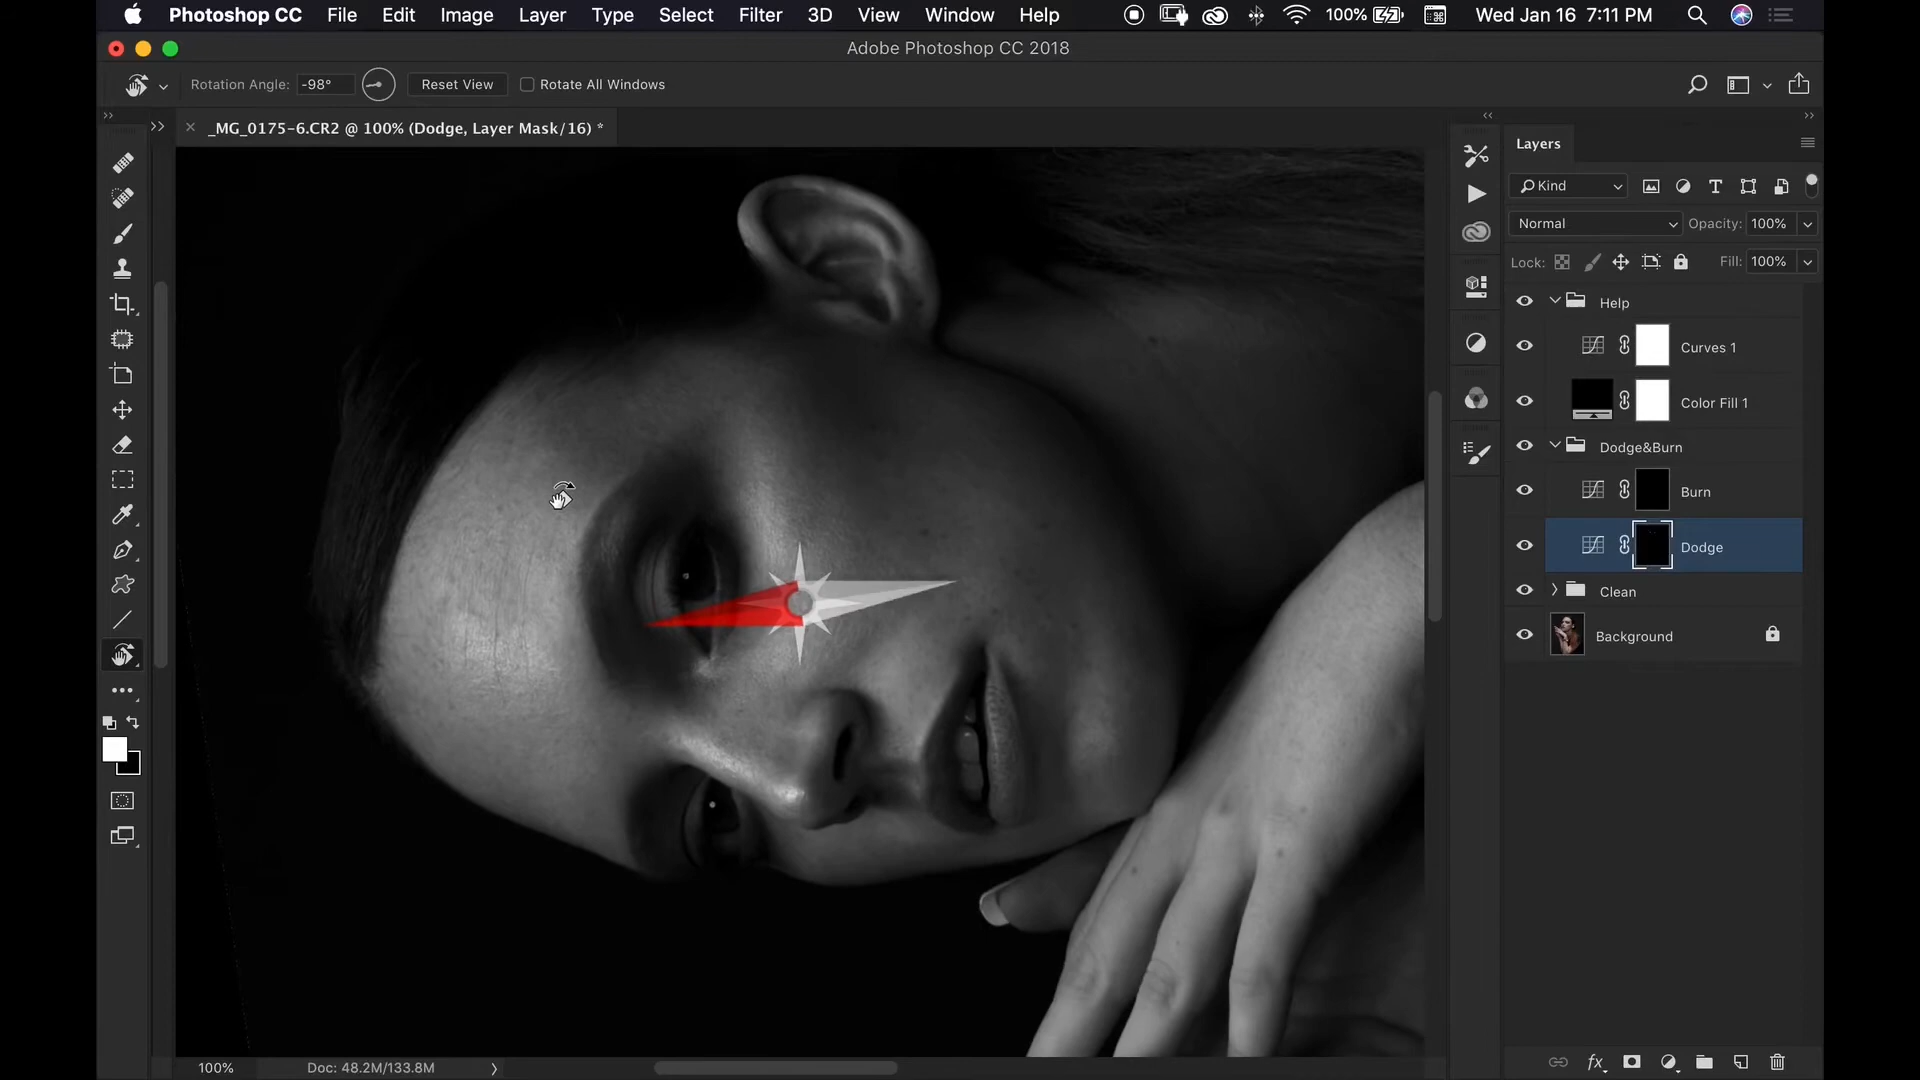 Photoshop CC File Edit Image Layer Type Select Filter 3D View Window Help 100% Wed Jan 16 7:11 PM
Adobe Photoshop CC 2018
Rotation Angle: -98° Reset View Rotate All Windows
_MG_0175-6.CR2 @ 100% (Dodge, Layer Mask/16) *
Layers
Kind
Normal Opacity: 100%
Lock: Fill: 100%
Help
Curves 1
Color Fill 1
Dodge&Burn
Burn
Dodge
Clean
Background
100% Doc: 48.2M/133.8M